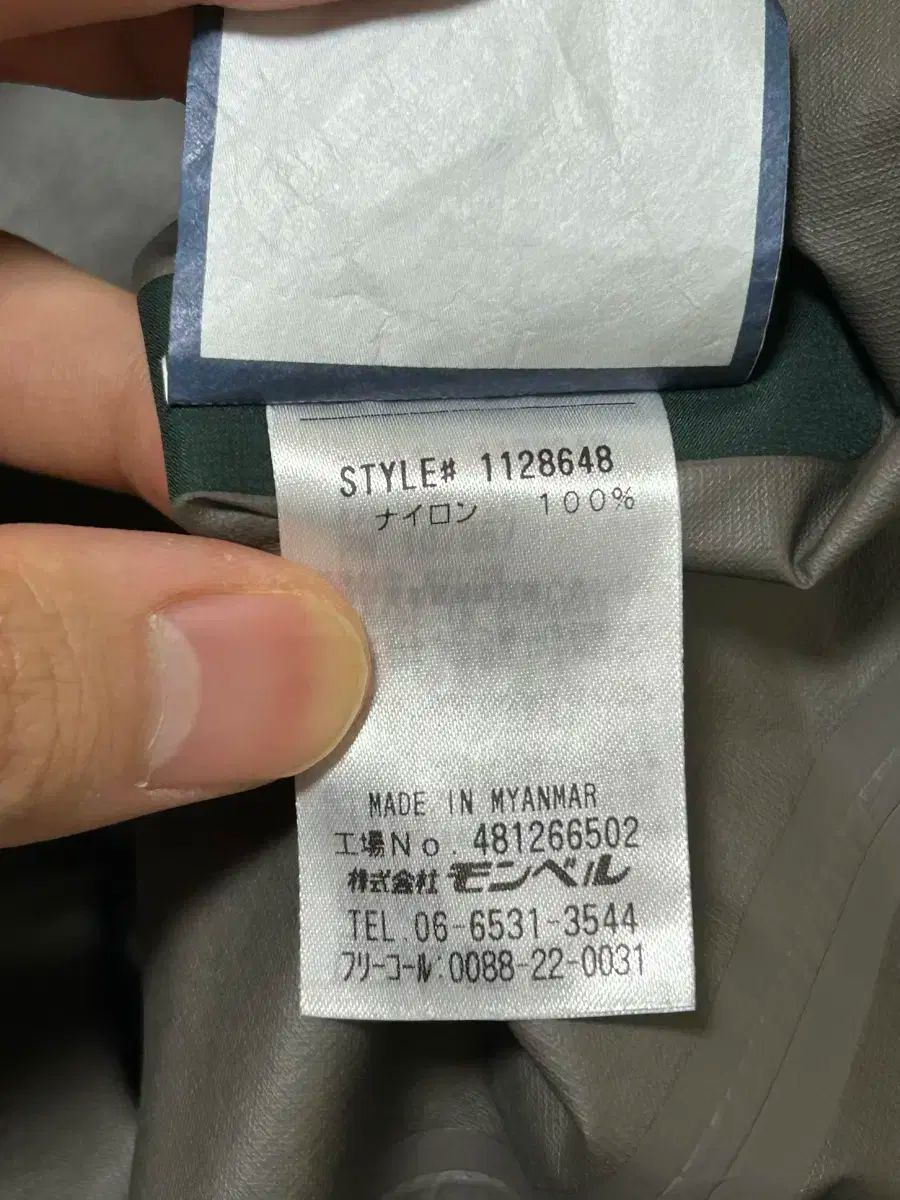 STYLE# 1128648
ナイロン 100%
MADE IN MYANMAR
工場No. 481266502
株式会社 モンベル
TEL.06-6531-3544
フリーコール:0088-22-0031